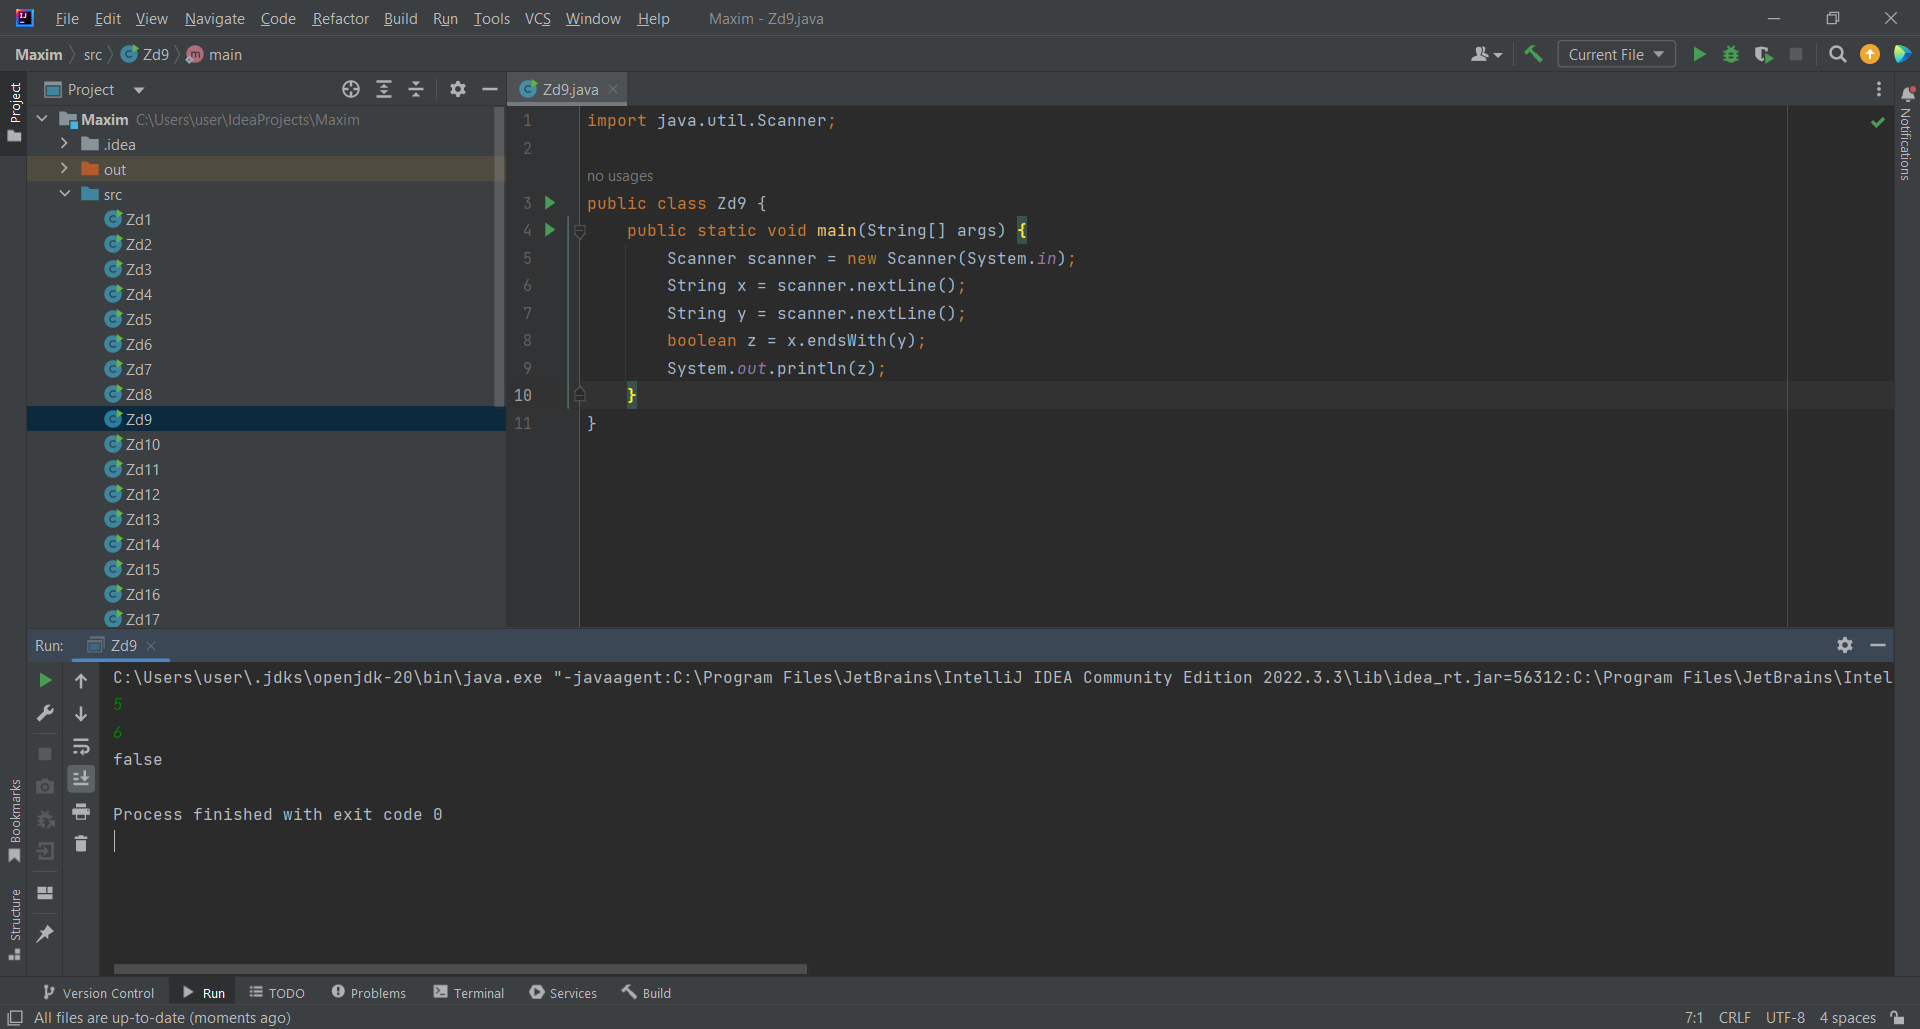 File Edit View Navigate Code Refactor Build Run Tools VCS Window Help Maxim - Zd9.java
Maxim src Zd9 main Current File
Project
Zd9.java
Project
Notifications
Maxim C:\Users\user\IdeaProjects\Maxim
.idea
out
src
Zd1
Zd2
Zd3
Zd4
Zd5
Zd6
Zd7
Zd8
Zd9
Zd10
Zd11
Zd12
Zd13
Zd14
Zd15
Zd16
Zd17
1 import java.util.Scanner;
2
no usages
3 public class Zd9 {
4 public static void main(String[] args) {
5 Scanner scanner = new Scanner(System.in);
6 String x = scanner.nextLine();
7 String y = scanner.nextLine();
8 boolean z = x.endsWith(y);
9 System.out.println(z);
10 }
11 }
Run: Zd9
C:\Users\user\.jdks\openjdk-20\bin\java.exe "-javaagent:C:\Program Files\JetBrains\IntelliJ IDEA Community Edition 2022.3.3\lib\idea_rt.jar=56312:C:\Program Files\JetBrains\Intel
5
6
false
Process finished with exit code 0
Bookmarks
Structure
Version Control Run TODO Problems Terminal Services Build
All files are up-to-date (moments ago) 7:1 CRLF UTF-8 4 spaces